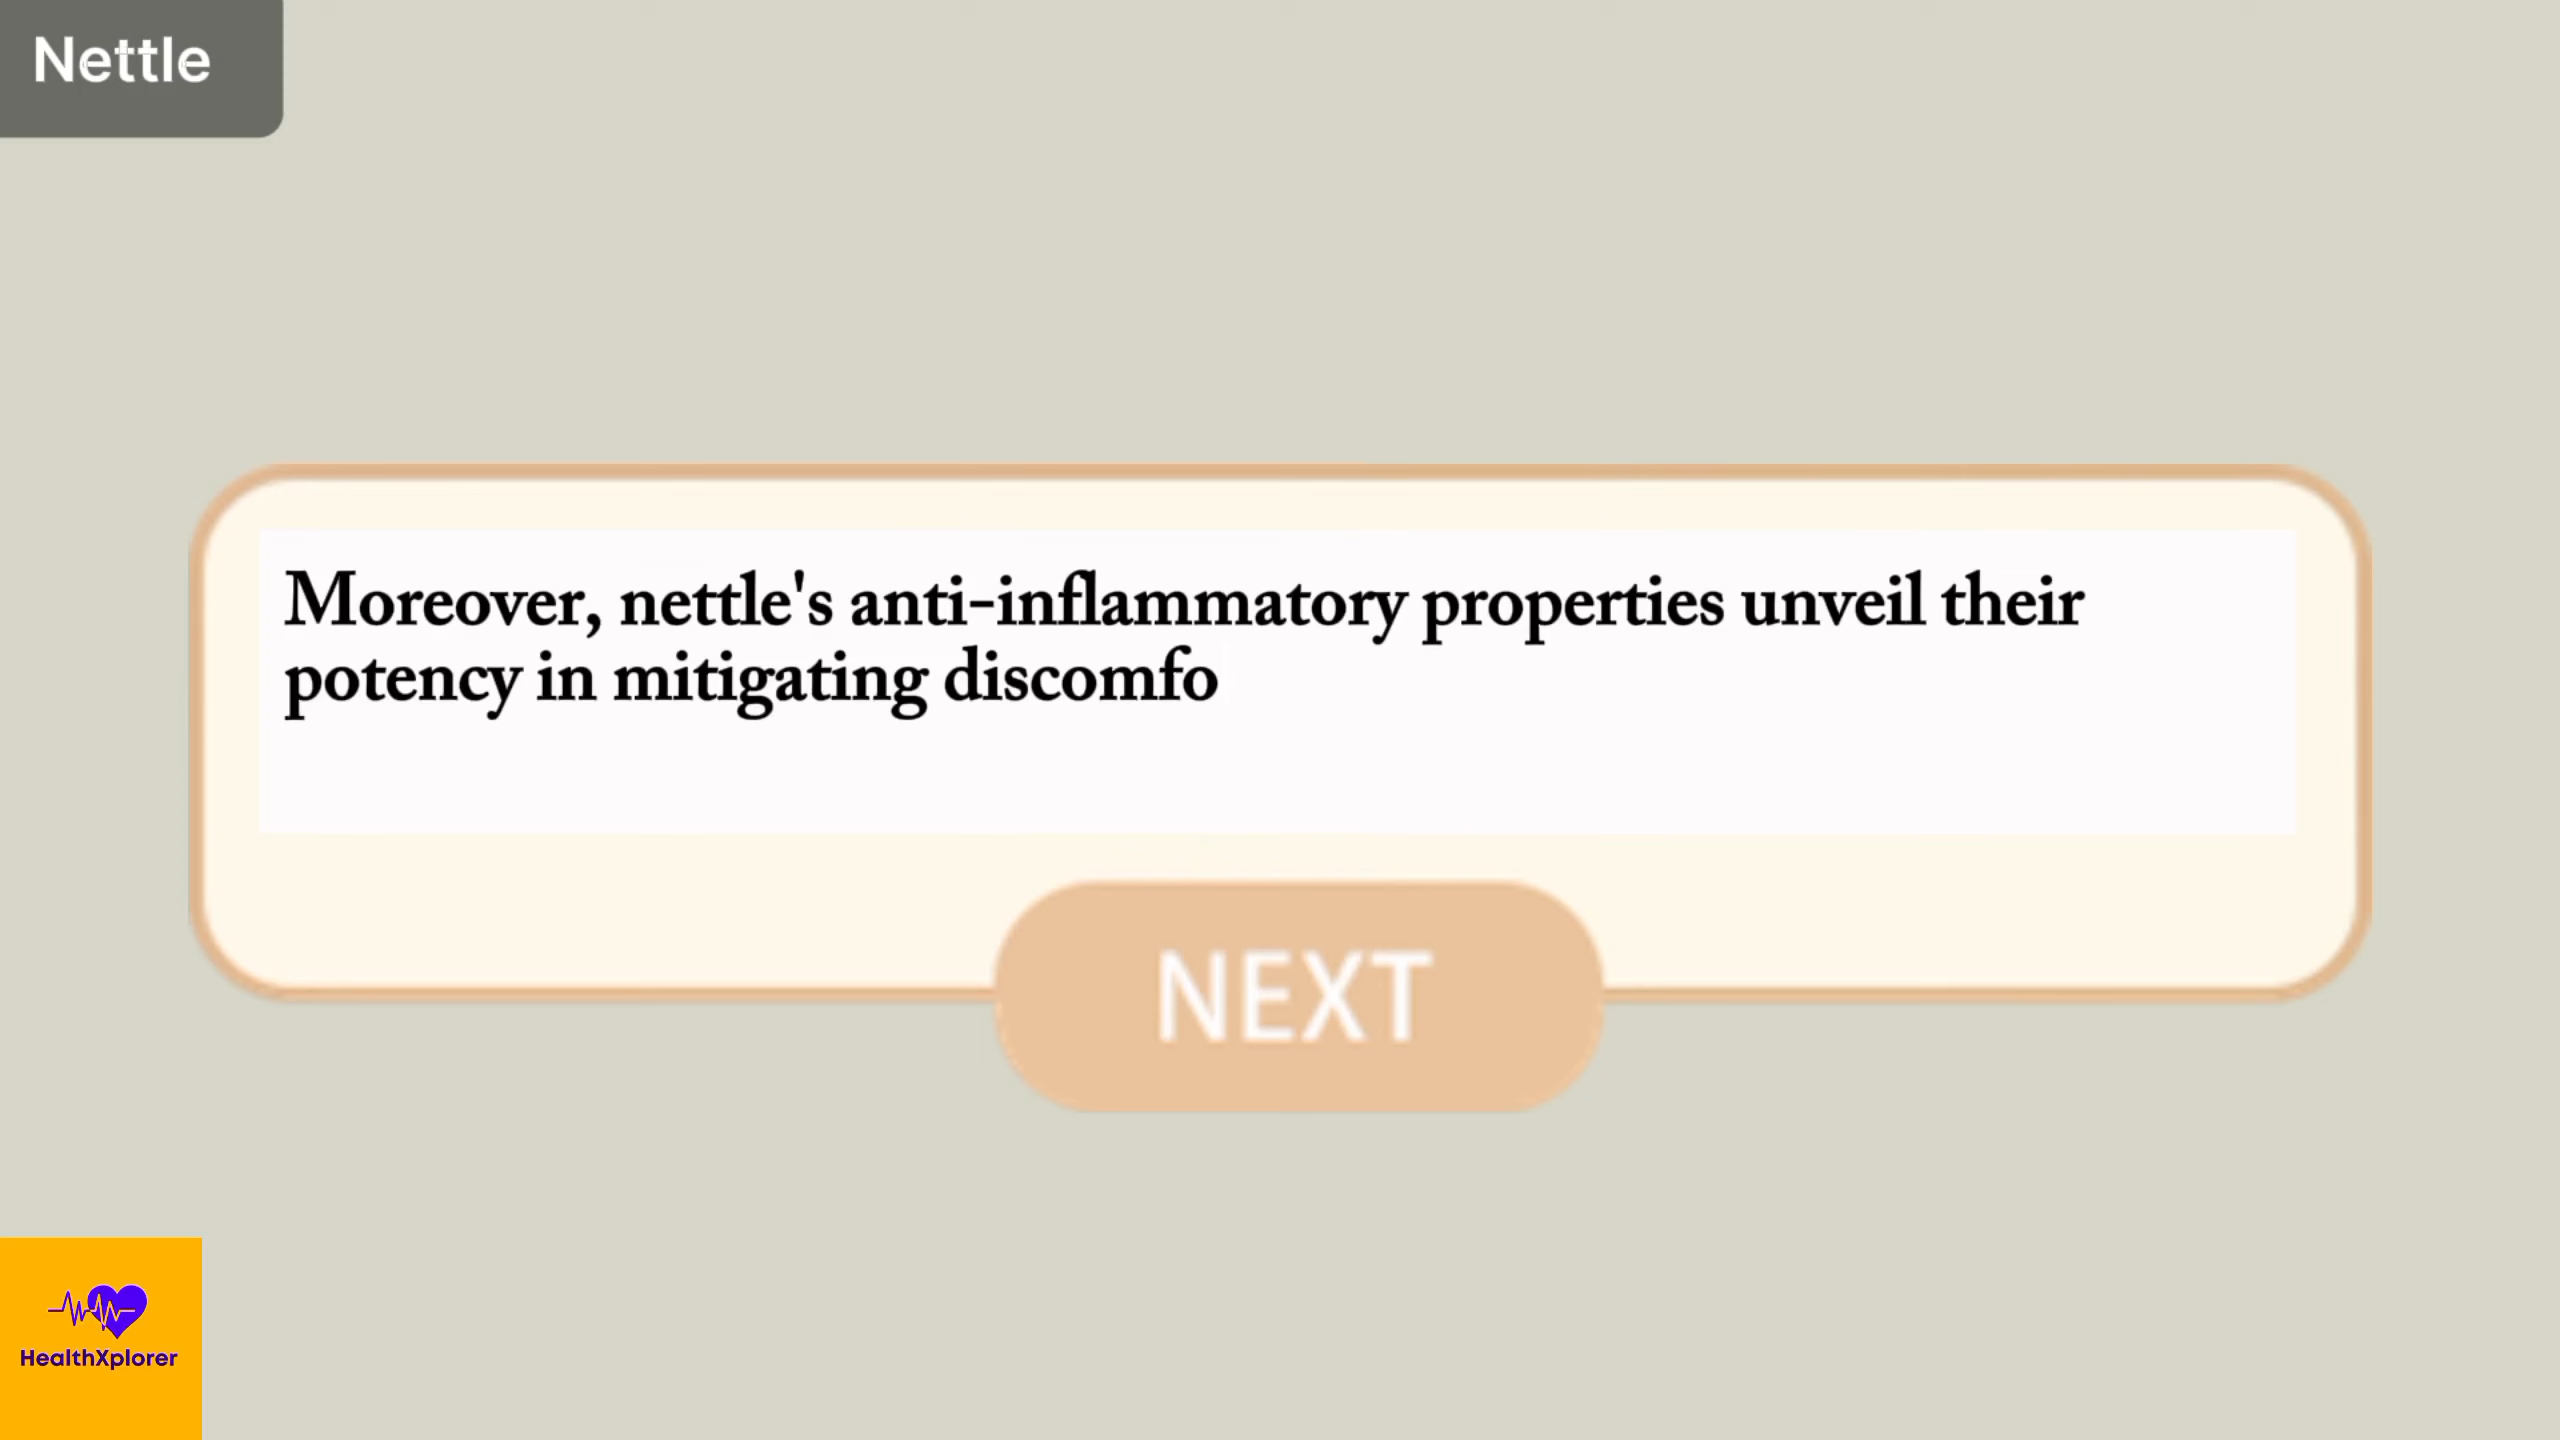 Nettle
Moreover, nettle's anti-inflammatory properties unveil their
potency in mitigating discomfo
NEXT
HealthXplorer